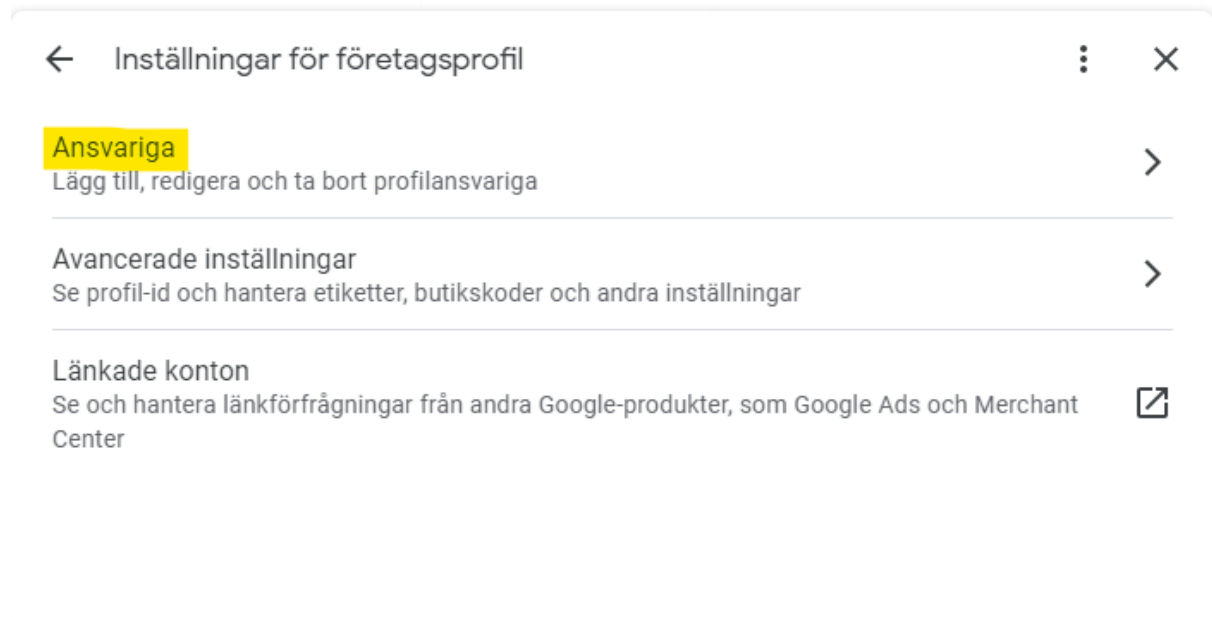 Inställningar för företagsprofil
Ansvariga
Lägg till, redigera och ta bort profilansvariga
Avancerade inställningar
Se profil-id och hantera etiketter, butikskoder och andra inställningar
Länkade konton
Se och hantera länkförfrågningar från andra Google-produkter, som Google Ads och Merchant
Center